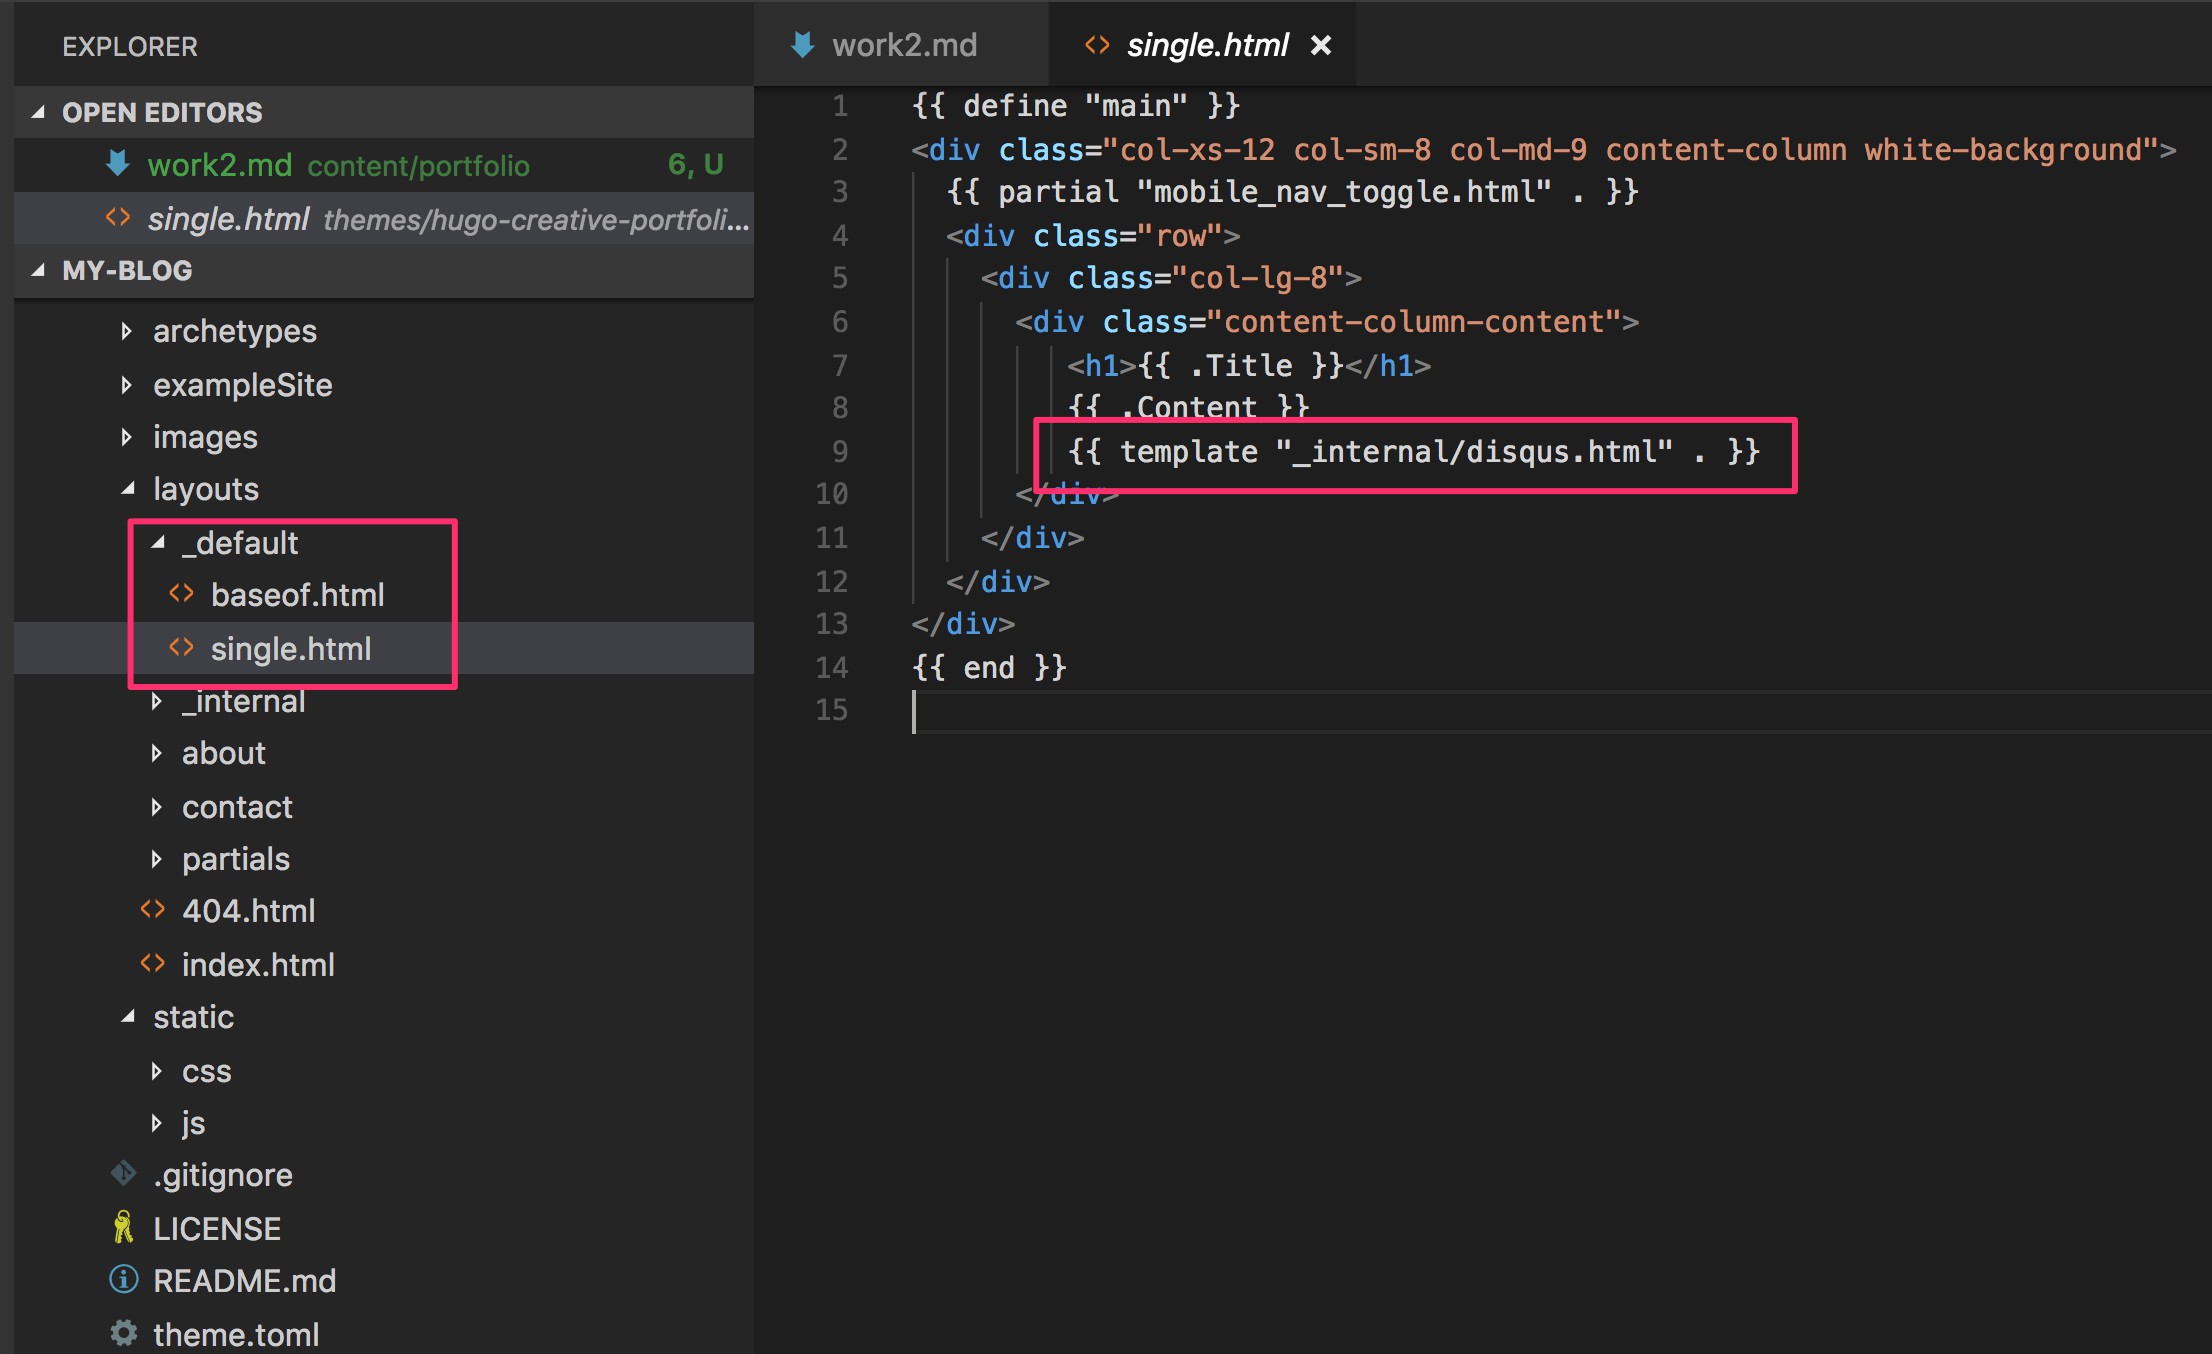 EXPLORER
OPEN EDITORS
work2.md content/portfolio 6, U
single.html themes/hugo-creative-portfoli...
MY-BLOG
archetypes
exampleSite
images
layouts
_default
baseof.html
single.html
_internal
about
contact
partials
404.html
index.html
static
css
js
.gitignore
LICENSE
README.md
theme.toml
work2.md
single.html
1 {{ define "main" }}
2 <div class="col-xs-12 col-sm-8 col-md-9 content-column white-background">
3 {{ partial "mobile_nav_toggle.html" . }}
4 <div class="row">
5 <div class="col-lg-8">
6 <div class="content-column-content">
7 <h1>{{ .Title }}</h1>
8 {{ .Content }}
9 {{ template "_internal/disqus.html" . }}
10 </div>
11 </div>
12 </div>
13 </div>
14 {{ end }}
15